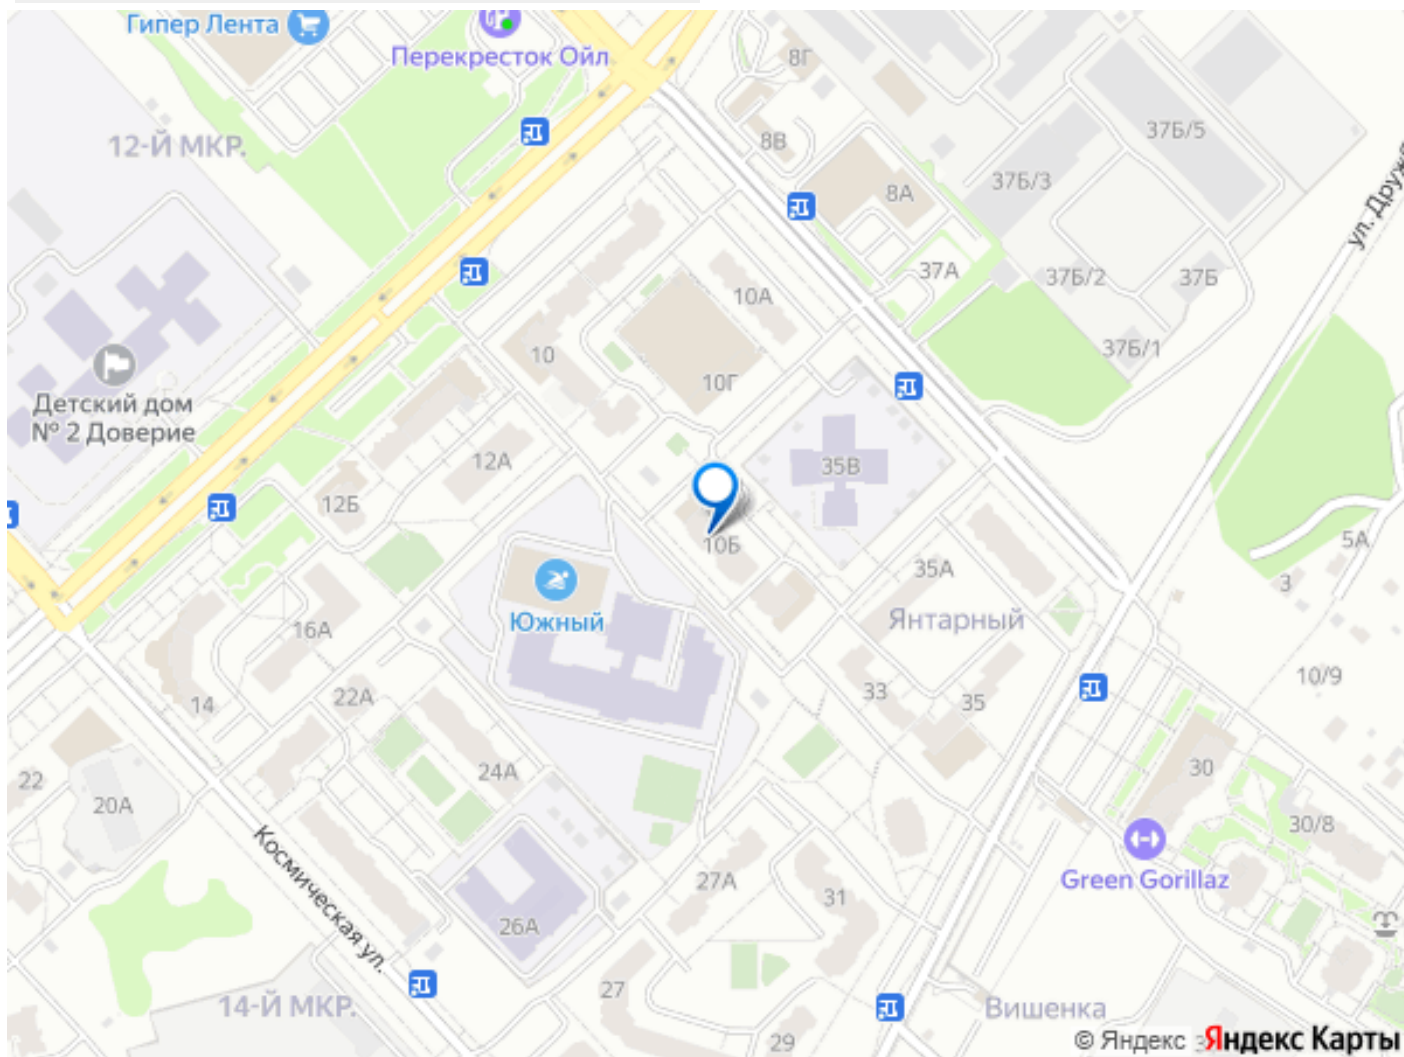 Гипер Лента
Перекресток Ойл
8Г
12-Й МКР.
8В
37Б/5
37Б/3
8А
ул. Друж
37А
37Б/2
37Б
10А
37Б/1
10
10Г
Детский дом
№ 2 Доверие
12А
35В
12Б
10Б
5А
35А
3
Южный
Янтарный
16А
10/9
33
35
14
22А
24А
30
22
20А
30/8
Космическая ул.
27А
31
Green Gorillaz
26А
27
14-Й МКР.
Вишенка
29
© Яндекс
Яндекс Карты